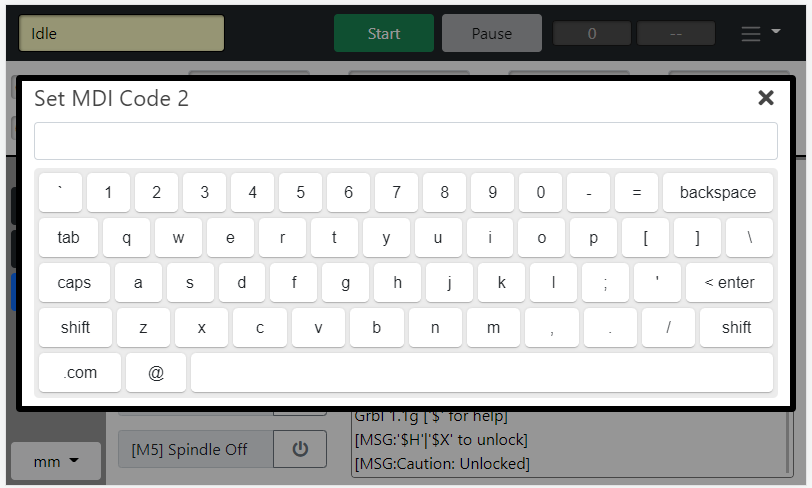 Idle Start Pause 0 --
Set MDI Code 2
` 1 2 3 4 5 6 7 8 9 0 - = backspace
tab q w e r t y u i o p [ ] \
caps a s d f g h j k l ; ' < enter
shift z x c v b n m , . / shift
.com @
Grbl 1.1g ['$' for help]
[MSG:'$H'|'$X' to unlock]
[M5] Spindle Off
[MSG:Caution: Unlocked]
mm